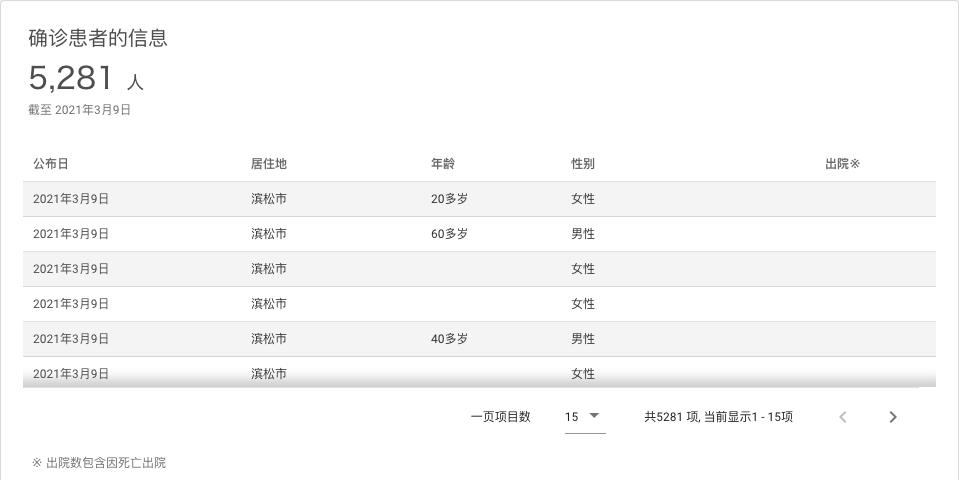 确诊患者的信息
5,281 人
截至 2021年3月9日
公布日 居住地 年龄 性别 出院※
2021年3月9日 滨松市 20多岁 女性
2021年3月9日 滨松市 60多岁 男性
2021年3月9日 滨松市 女性
2021年3月9日 滨松市 女性
2021年3月9日 滨松市 40多岁 男性
2021年3月9日 滨松市 女性
一页项目数 15 共5281 项, 当前显示1 - 15项
※ 出院数包含因死亡出院